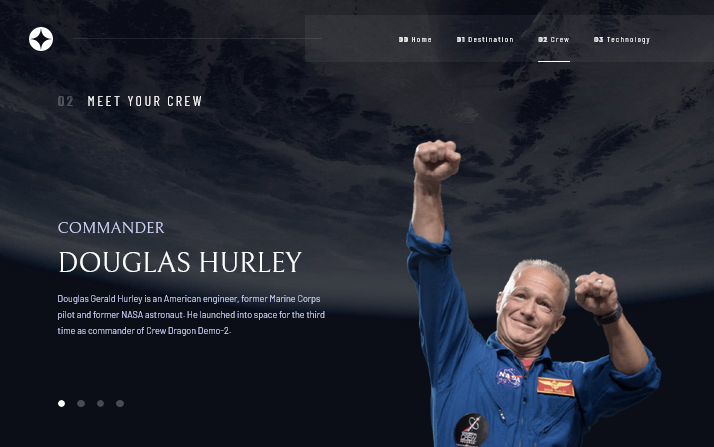 00 Home 01 Destination 02 Crew 03 Technology
02 MEET YOUR CREW
COMMANDER
DOUGLAS HURLEY
Douglas Gerald Hurley is an American engineer, former Marine Corps
pilot and former NASA astronaut. He launched into space for the third
time as commander of Crew Dragon Demo-2.
NASA